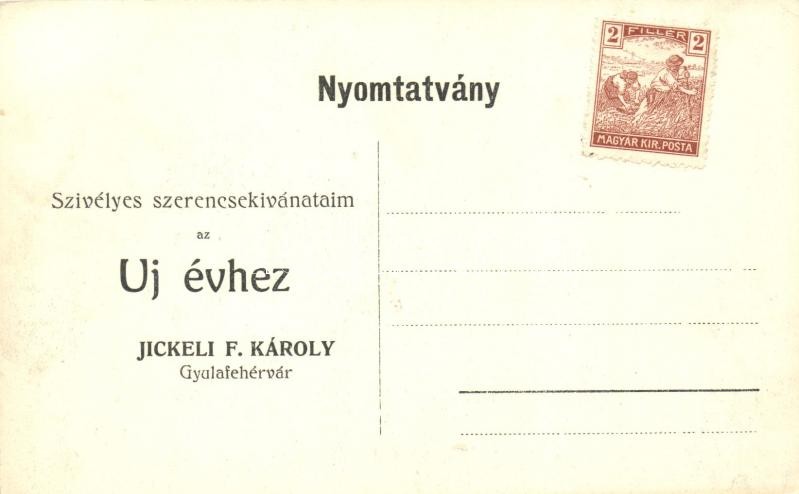 2 FILLÉR 2
MAGYAR KIR. POSTA
Nyomtatvány
Szivélyes szerencsekivánataim
az
Uj évhez
JICKELI F. KÁROLY
Gyulafehérvár